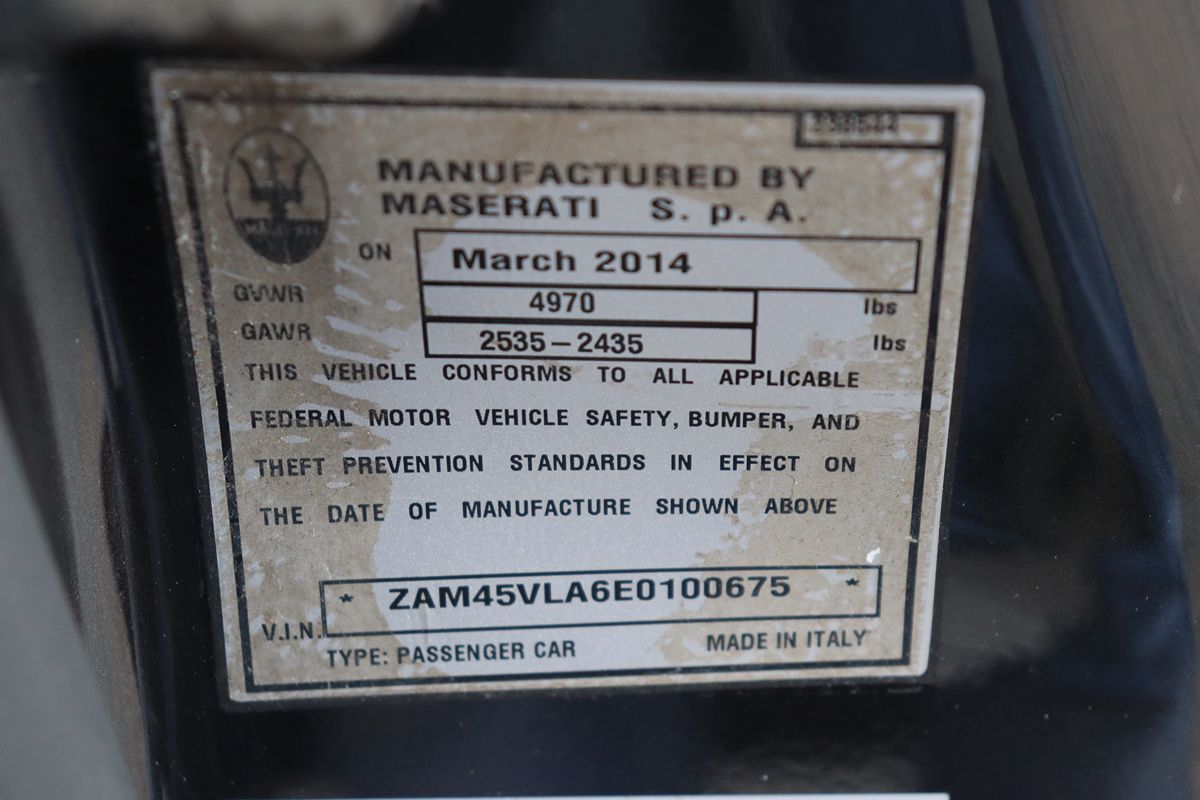 MANUFACTURED BY
MASERATI S. p. A.
ON March 2014
GVWR 4970 lbs
GAWR 2535-2435 lbs
THIS VEHICLE CONFORMS TO ALL APPLICABLE
FEDERAL MOTOR VEHICLE SAFETY, BUMPER, AND
THEFT PREVENTION STANDARDS IN EFFECT ON
THE DATE OF MANUFACTURE SHOWN ABOVE
V.I.N. * ZAM45VLA6E0100675 *
TYPE: PASSENGER CAR MADE IN ITALY